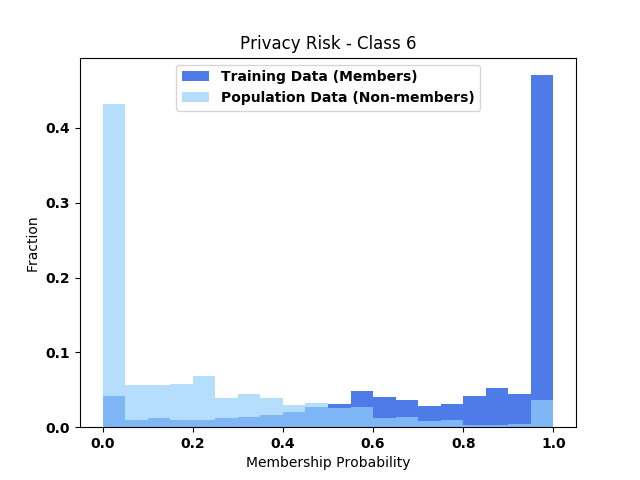 Privacy Risk - Class 6
Training Data (Members)
Population Data (Non-members)
Fraction
0.4
0.3
0.2
0.1
0.0
0.0 0.2 0.4 0.6 0.8 1.0
Membership Probability